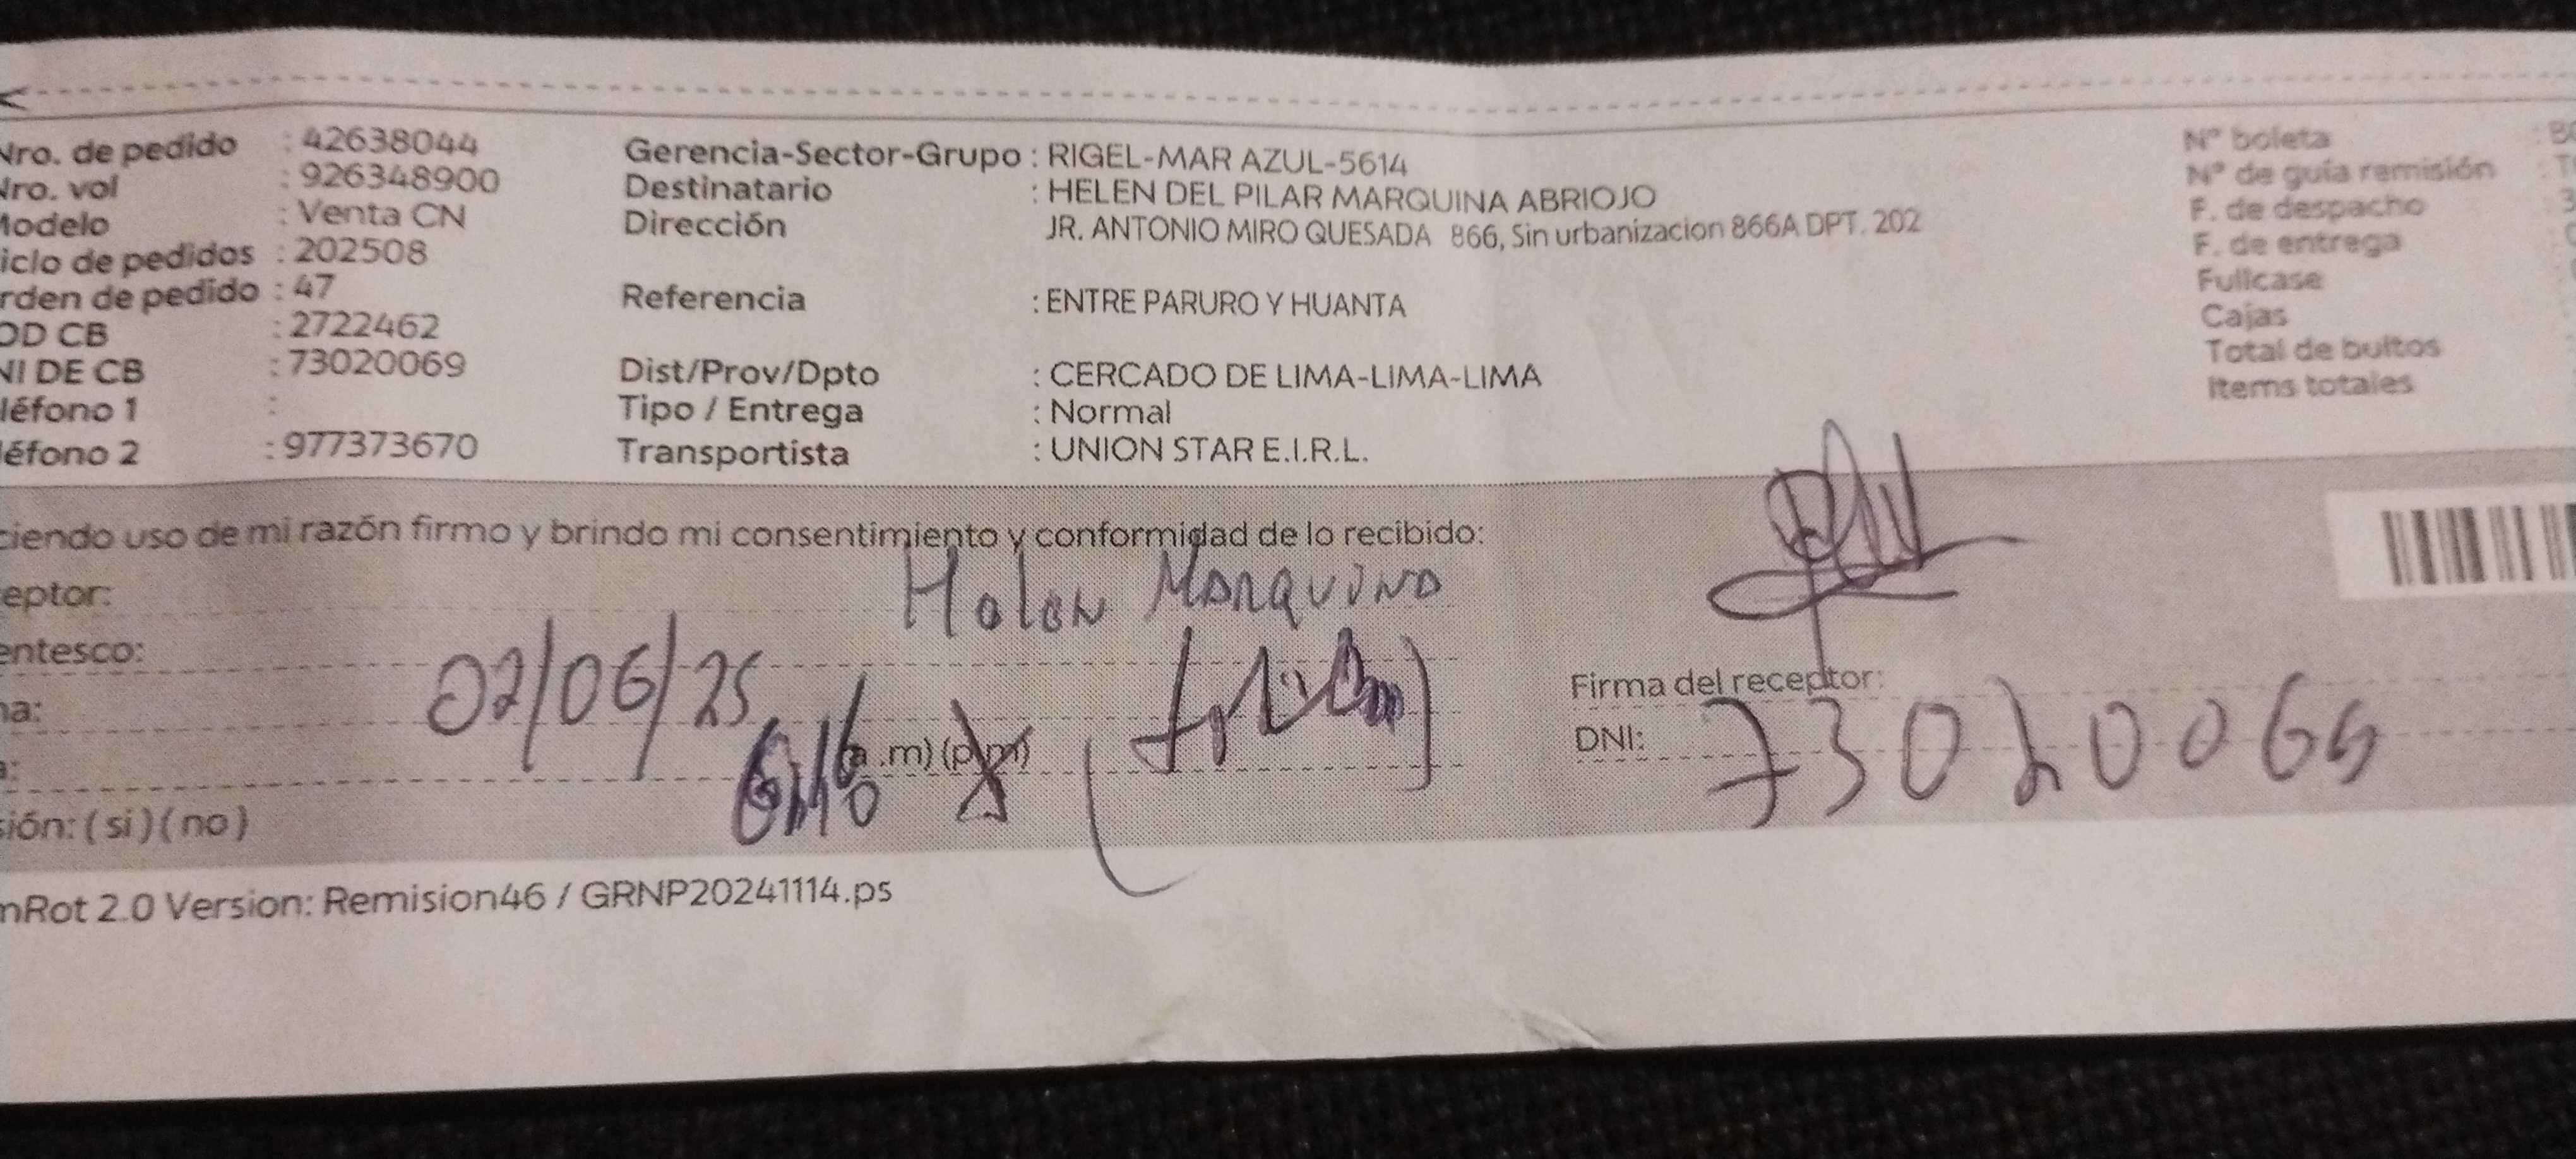 Nro. de pedido : 42638044
Nro. vol : 926348900
Modelo : Venta CN
iclo de pedidos : 202508
rden de pedido : 47
OD CB : 2722462
NI DE CB : 73020069
léfono 1 :
léfono 2 : 977373670
Gerencia-Sector-Grupo : RIGEL-MAR AZUL-5614
Destinatario : HELEN DEL PILAR MARQUINA ABRIOJO
Dirección JR. ANTONIO MIRO QUESADA 866, Sin urbanizacion 866A DPT. 202
Referencia : ENTRE PARURO Y HUANTA
Dist/Prov/Dpto : CERCADO DE LIMA-LIMA-LIMA
Tipo / Entrega : Normal
Transportista : UNION STAR E.I.R.L.
N° boleta :
N° de guía remisión :
F. de despacho :
F. de entrega :
Fullcase
Cajas
Total de bultos
Items totales
ciendo uso de mi razón firmo y brindo mi consentimiento y conformidad de lo recibido:
eptor: Helen Marquina
entesco:
ha: 02/06/25
a: (a .m) (p.m)
sión: ( si ) ( no )
Firma del receptor:
DNI: 73020069
mRot 2.0 Version: Remision46 / GRNP20241114.ps